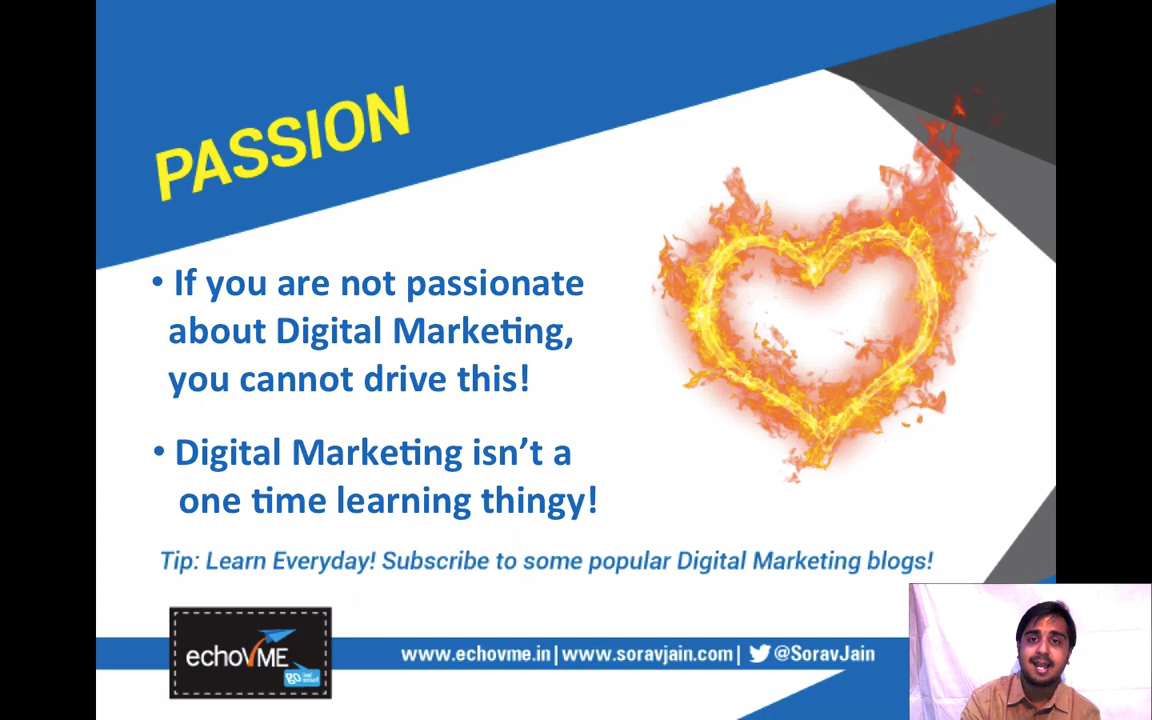 PASSION
• If you are not passionate
about Digital Marketing,
you cannot drive this!
• Digital Marketing isn’t a
one time learning thingy!
Tip: Learn Everyday! Subscribe to some popular Digital Marketing blogs!
echoVME
www.echovme.in|www.soravjain.com| @SoravJain